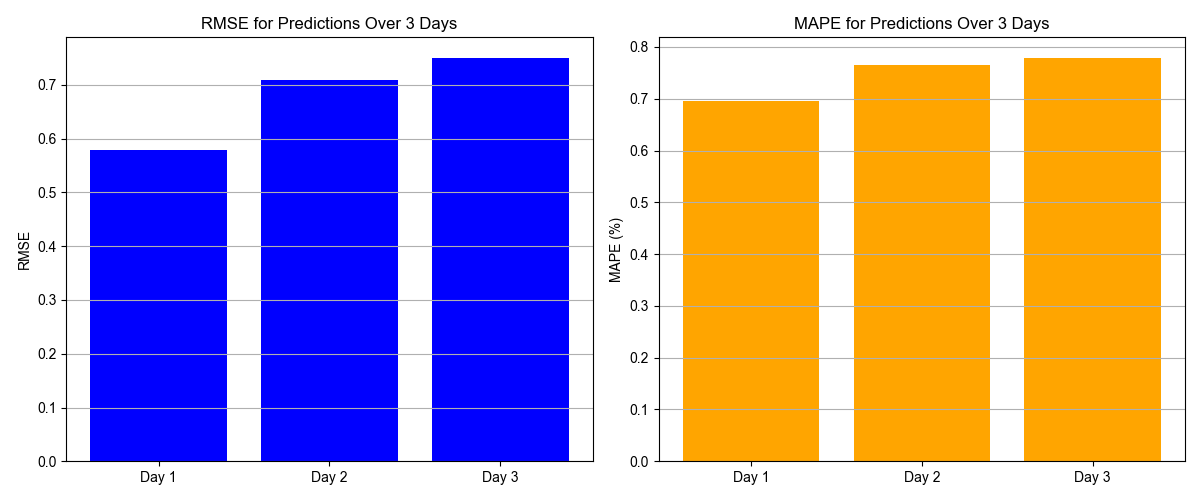 RMSE for Predictions Over 3 Days
RMSE
0.7
0.6
0.5
0.4
0.3
0.2
0.1
0.0
Day 1 Day 2 Day 3
MAPE for Predictions Over 3 Days
MAPE (%)
0.8
0.7
0.6
0.5
0.4
0.3
0.2
0.1
0.0
Day 1 Day 2 Day 3